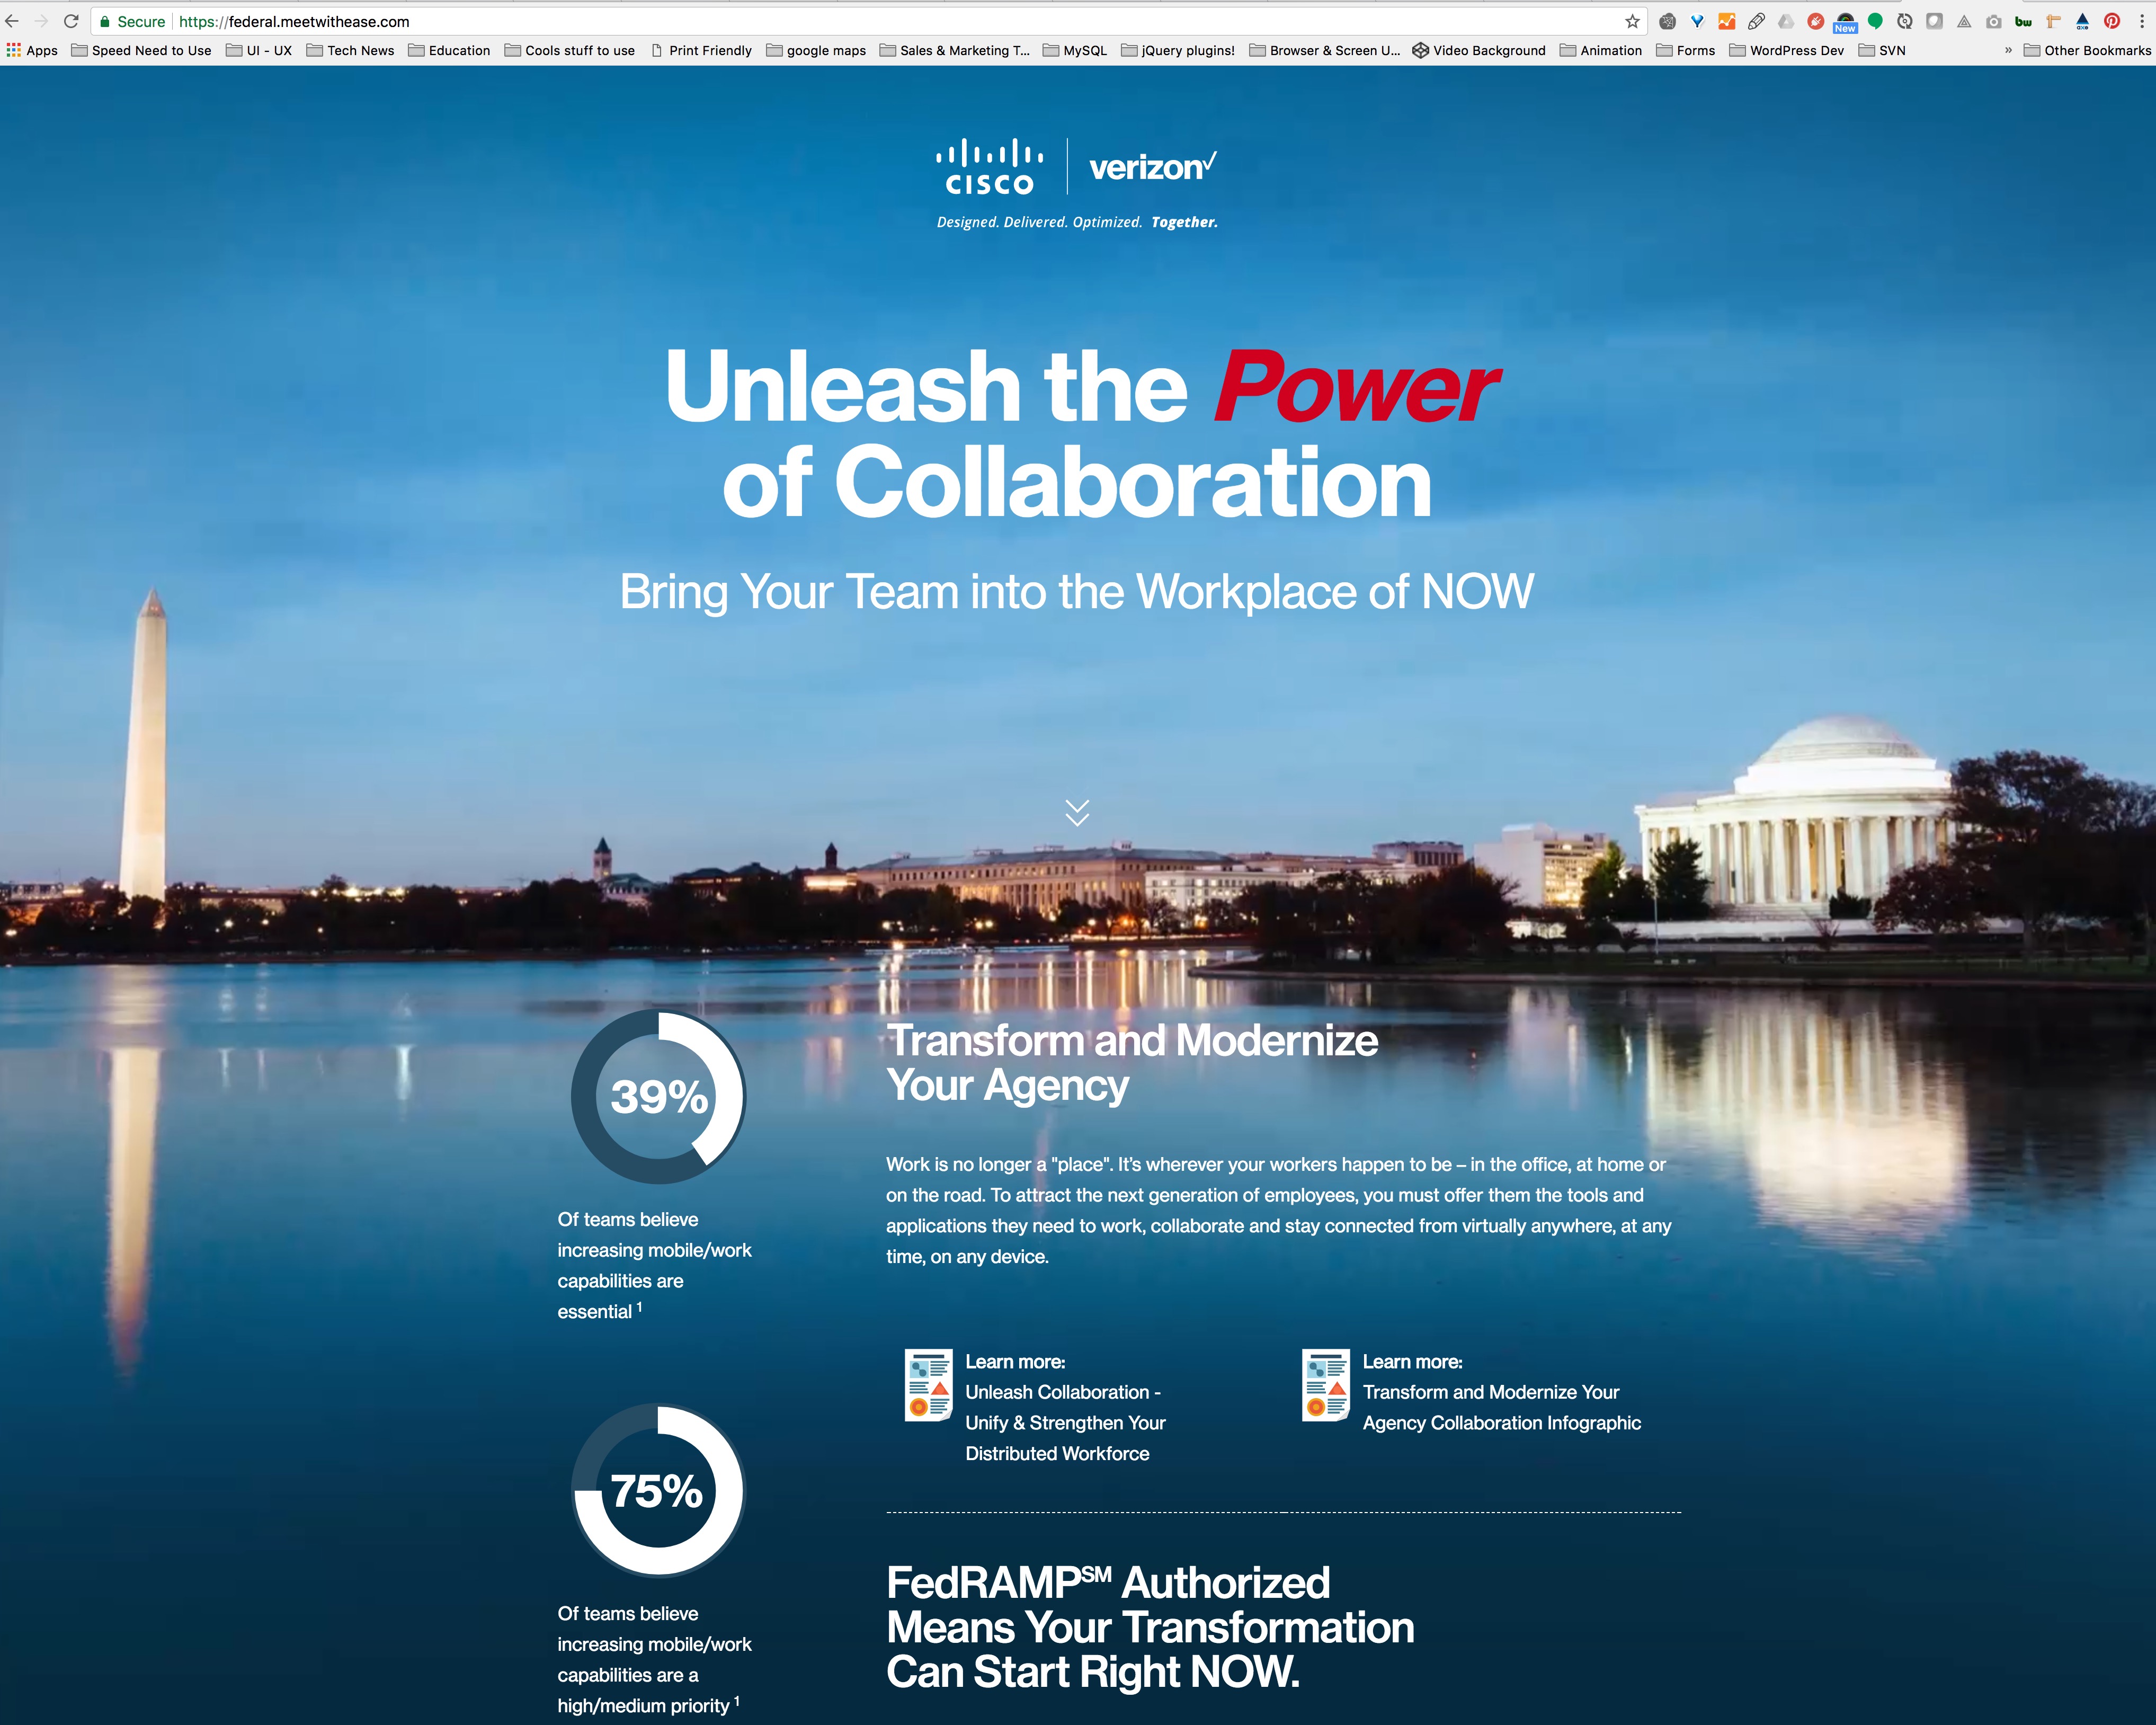 Secure | https://federal.meetwithease.com
New
bw
Apps Speed Need to Use UI - UX Tech News Education Cools stuff to use Print Friendly google maps Sales & Marketing T... MySQL jQuery plugins! Browser & Screen U... Video Background Animation Forms WordPress Dev SVN » Other Bookmarks
CISCO | verizon✓
Designed. Delivered. Optimized. Together.
Unleash the Power
of Collaboration
Bring Your Team into the Workplace of NOW
39%
Of teams believe
increasing mobile/work
capabilities are
essential 1
75%
Of teams believe
increasing mobile/work
capabilities are a
high/medium priority 1
Transform and Modernize
Your Agency
Work is no longer a "place". It’s wherever your workers happen to be – in the office, at home or
on the road. To attract the next generation of employees, you must offer them the tools and
applications they need to work, collaborate and stay connected from virtually anywhere, at any
time, on any device.
Learn more:
Unleash Collaboration -
Unify & Strengthen Your
Distributed Workforce
Learn more:
Transform and Modernize Your
Agency Collaboration Infographic
FedRAMP℠ Authorized
Means Your Transformation
Can Start Right NOW.